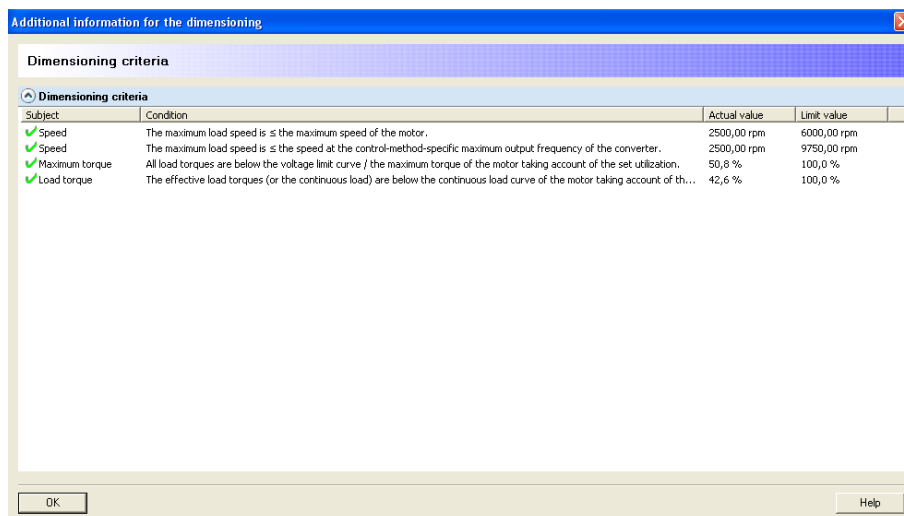 Additional information for the dimensioning
Dimensioning criteria
Dimensioning criteria
Subject Condition Actual value Limit value
Speed The maximum load speed is ≤ the maximum speed of the motor. 2500,00 rpm 6000,00 rpm
Speed The maximum load speed is ≤ the speed at the control-method-specific maximum output frequency of the converter. 2500,00 rpm 9750,00 rpm
Maximum torque All load torques are below the voltage limit curve / the maximum torque of the motor taking account of the set utilization. 50,8 % 100,0 %
Load torque The effective load torques (or the continuous load) are below the continuous load curve of the motor taking account of th... 42,6 % 100,0 %
OK Help